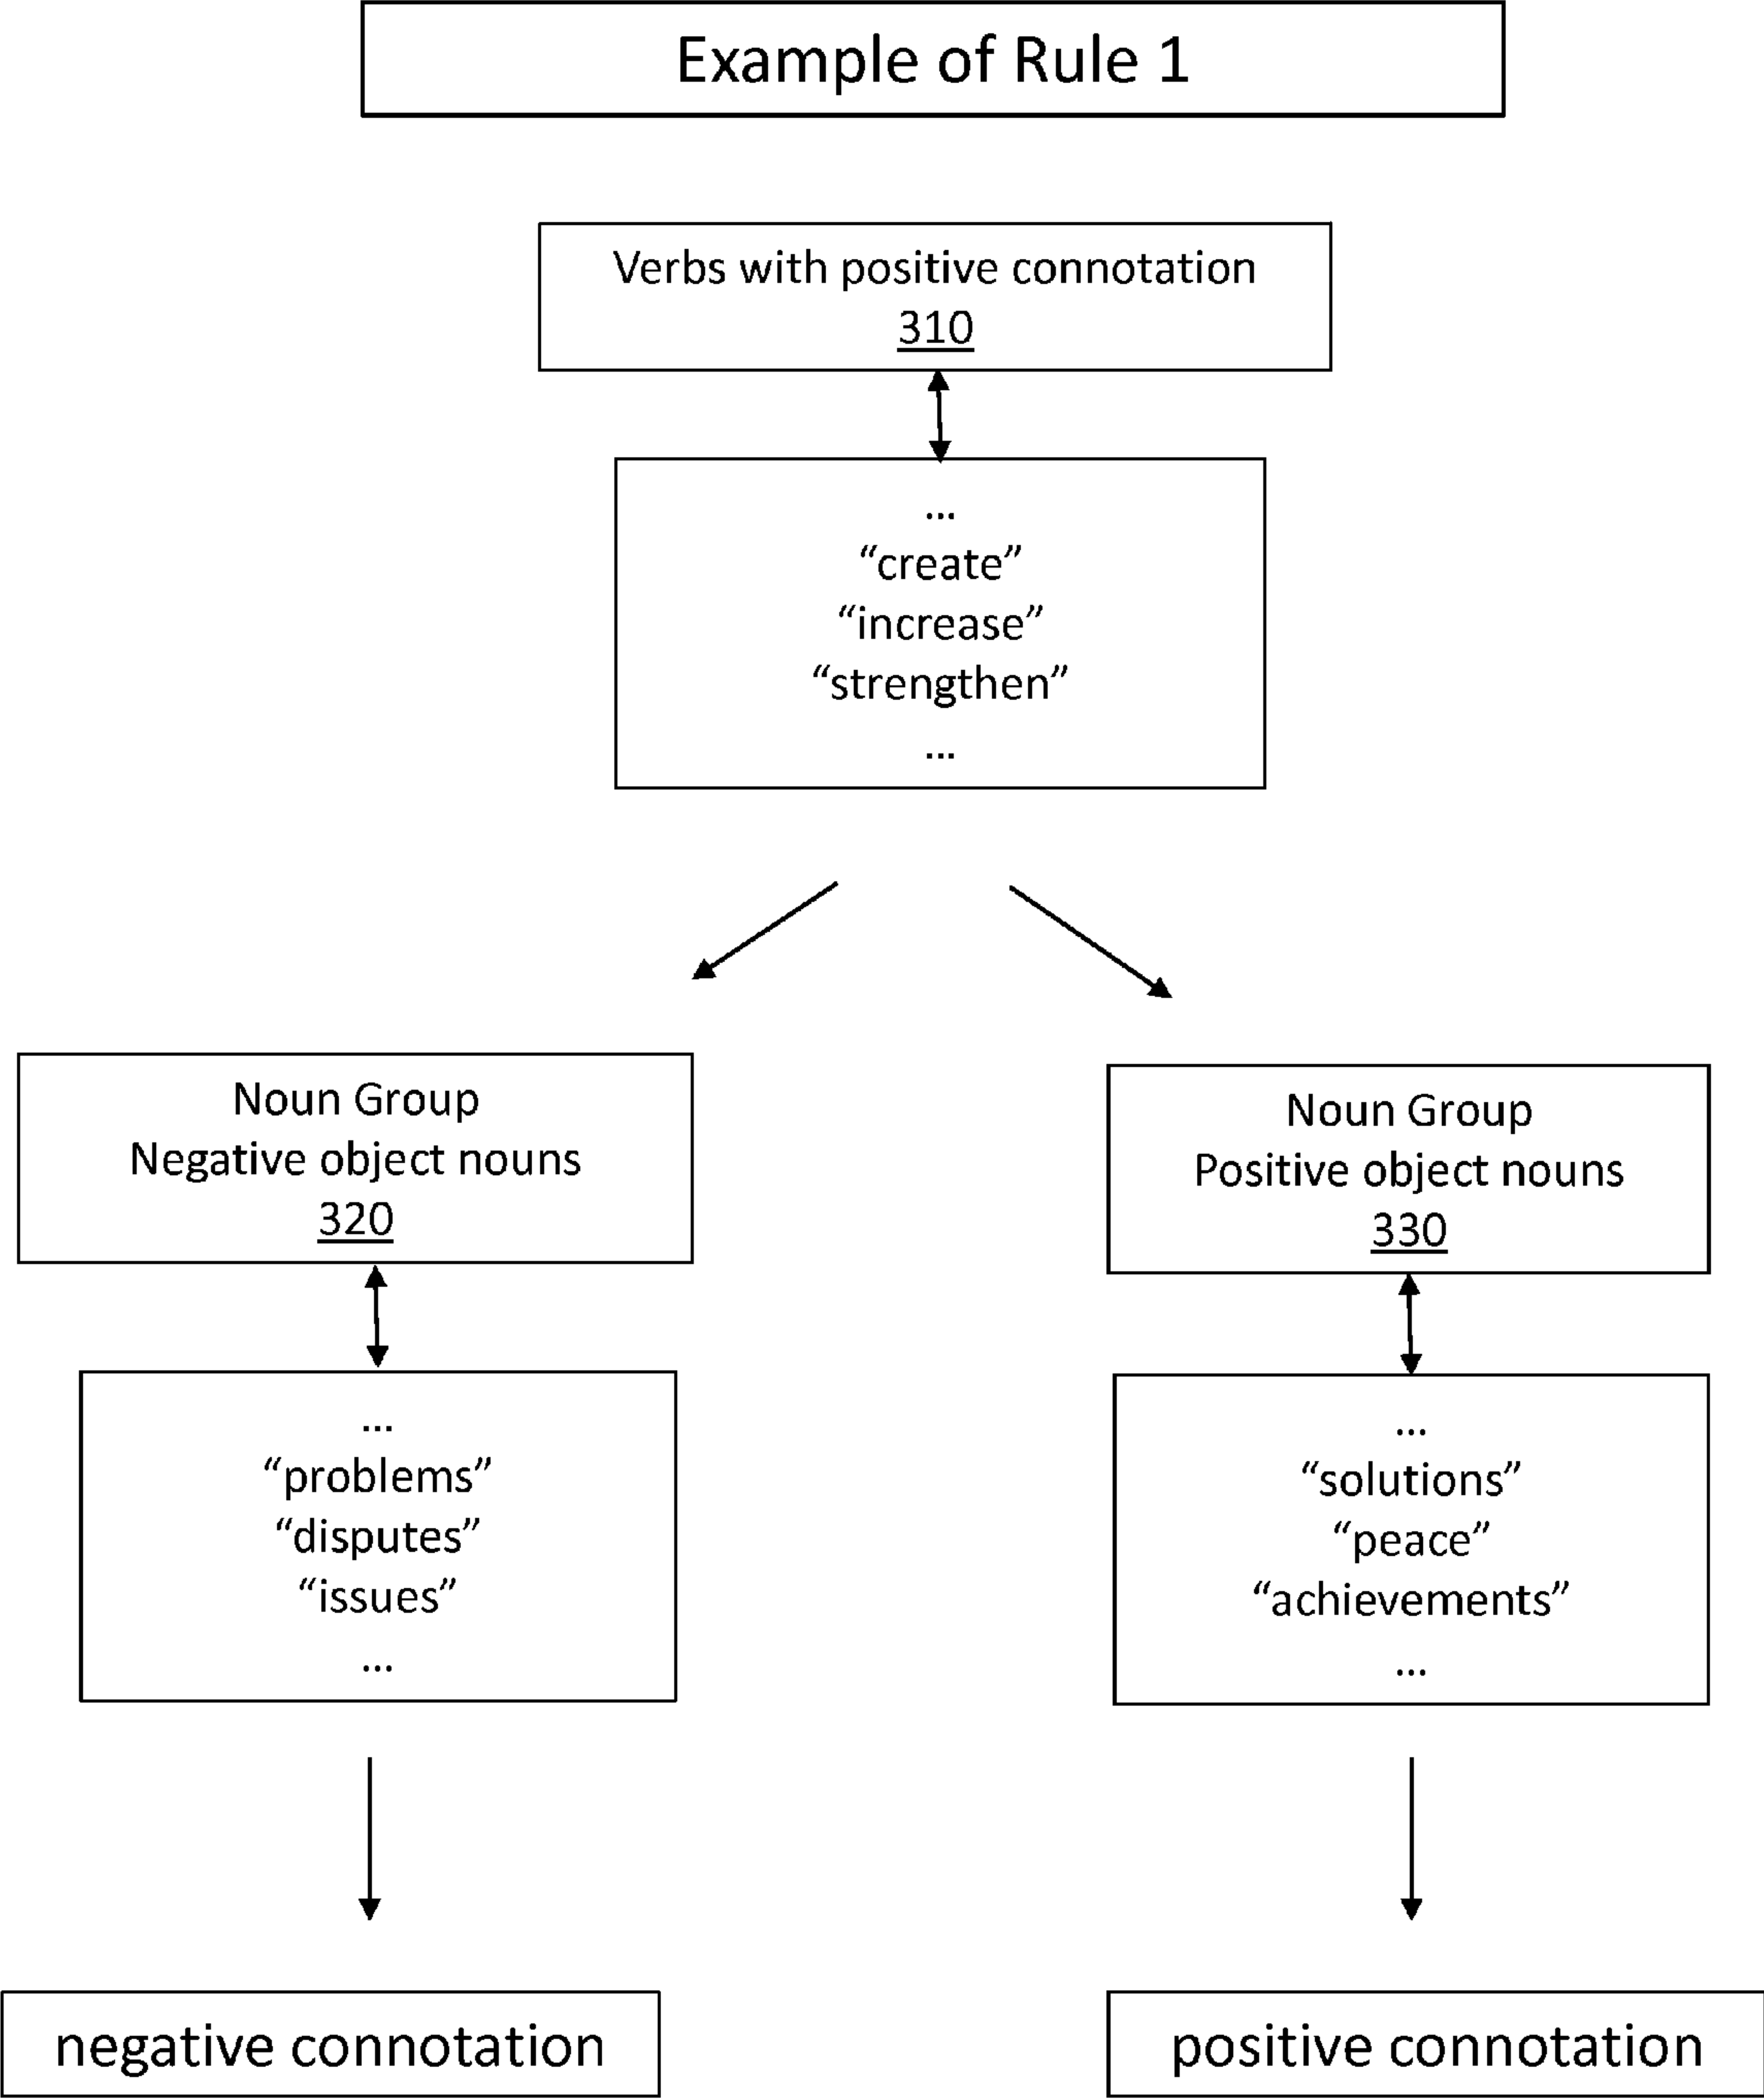 Example of Rule 1
Verbs with positive connotation
310
...
“create”
“increase”
“strengthen”
...
Noun Group
Negative object nouns
320
...
“problems”
“disputes”
“issues”
...
Noun Group
Positive object nouns
330
...
“solutions”
“peace”
“achievements”
...
negative connotation
positive connotation